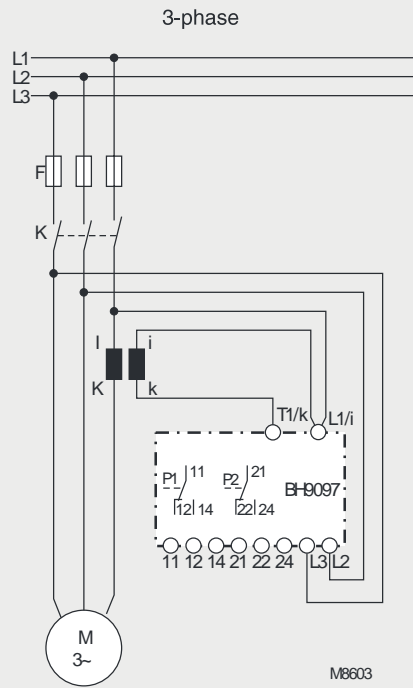 3-phase
L1
L2
L3
F
K
l i
K k
T1/k L1/i
P1 11 P2 21 BH9097
12 14 22 24
11 12 14 21 22 24 L3 L2
M
3~
M8603